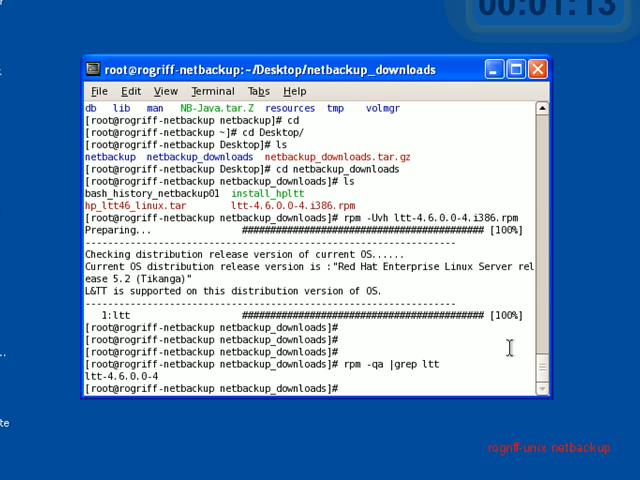 00:01:13
root@rogriff-netbackup:~/Desktop/netbackup_downloads
File Edit View Terminal Tabs Help
db lib man NB-Java.tar.Z resources tmp volmgr
[root@rogriff-netbackup netbackup]# cd
[root@rogriff-netbackup ~]# cd Desktop/
[root@rogriff-netbackup Desktop]# ls
netbackup netbackup_downloads netbackup_downloads.tar.gz
[root@rogriff-netbackup Desktop]# cd netbackup_downloads
[root@rogriff-netbackup netbackup_downloads]# ls
bash_history_netbackup01 install_hpltt
hp_ltt46_linux.tar ltt-4.6.0.0-4.i386.rpm
[root@rogriff-netbackup netbackup_downloads]# rpm -Uvh ltt-4.6.0.0-4.i386.rpm
Preparing... ########################################### [100%]
----------------------------------------------------------------
Checking distribution release version of current OS......
Current OS distribution release version is :"Red Hat Enterprise Linux Server rel
ease 5.2 (Tikanga)"
L&TT is supported on this distribution version of OS.
----------------------------------------------------------------
1:ltt ########################################### [100%]
[root@rogriff-netbackup netbackup_downloads]#
[root@rogriff-netbackup netbackup_downloads]#
[root@rogriff-netbackup netbackup_downloads]#
[root@rogriff-netbackup netbackup_downloads]# rpm -qa |grep ltt
ltt-4.6.0.0-4
[root@rogriff-netbackup netbackup_downloads]#
te
rogriff-unix netbackup